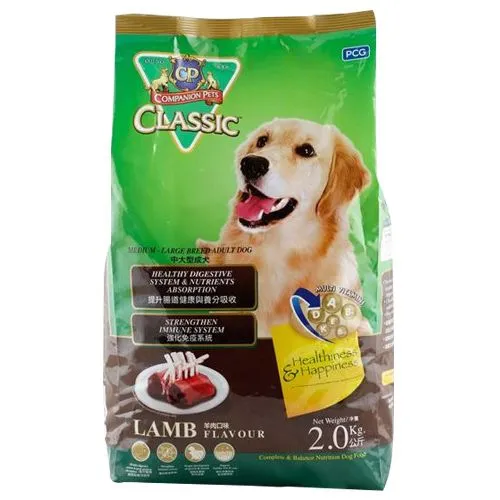 PCG
CP
COMPANION PETS
CLASSIC
MEDIUM - LARGE BREED ADULT DOG
中大型成犬
HEALTHY DIGESTIVE
SYSTEM & NUTRIENTS
ABSORPTION
提升腸道健康與養分吸收
STRENGTHEN
IMMUNE SYSTEM
強化免疫系統
MULTI VITAMINS
A
D
E
K
B
Healthiness
& Happiness
LAMB 羊肉口味
FLAVOUR
Net Weight/淨重
2.0 Kg.
公斤
Complete & Balance Nutrition Dog Food